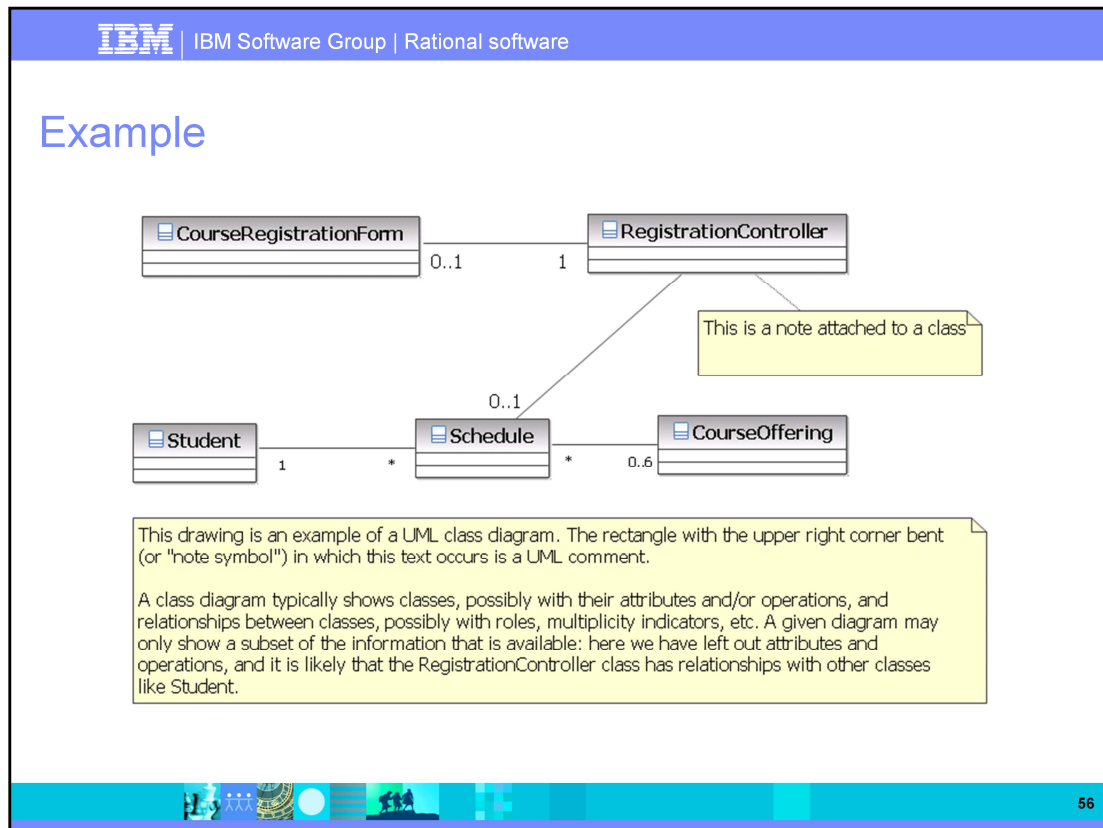 IBM | IBM Software Group | Rational software
Example
CourseRegistrationForm
RegistrationController
0..1
1
This is a note attached to a class
0..1
Student
Schedule
CourseOffering
1
*
*
0..6
This drawing is an example of a UML class diagram. The rectangle with the upper right corner bent
(or "note symbol") in which this text occurs is a UML comment.
A class diagram typically shows classes, possibly with their attributes and/or operations, and
relationships between classes, possibly with roles, multiplicity indicators, etc. A given diagram may
only show a subset of the information that is available: here we have left out attributes and
operations, and it is likely that the RegistrationController class has relationships with other classes
like Student.
56